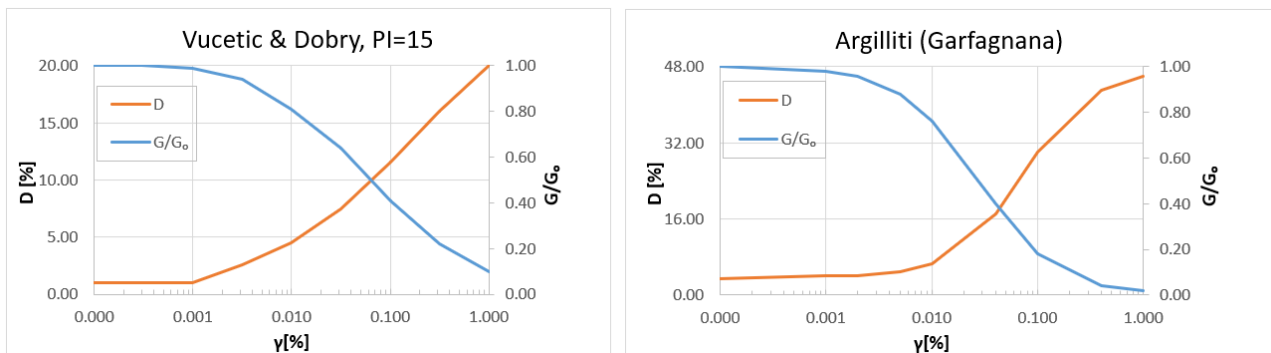 Vucetic & Dobry, PI=15
20.00
15.00
10.00
5.00
0.00
D [%]
D
G/Gₒ
1.00
0.80
0.60
0.40
0.20
0.00
G/Gₒ
0.000 0.001 0.010 0.100 1.000
γ[%]
Argilliti (Garfagnana)
48.00
32.00
16.00
0.00
D [%]
D
G/Gₒ
1.00
0.80
0.60
0.40
0.20
0.00
G/Gₒ
0.000 0.001 0.010 0.100 1.000
γ[%]